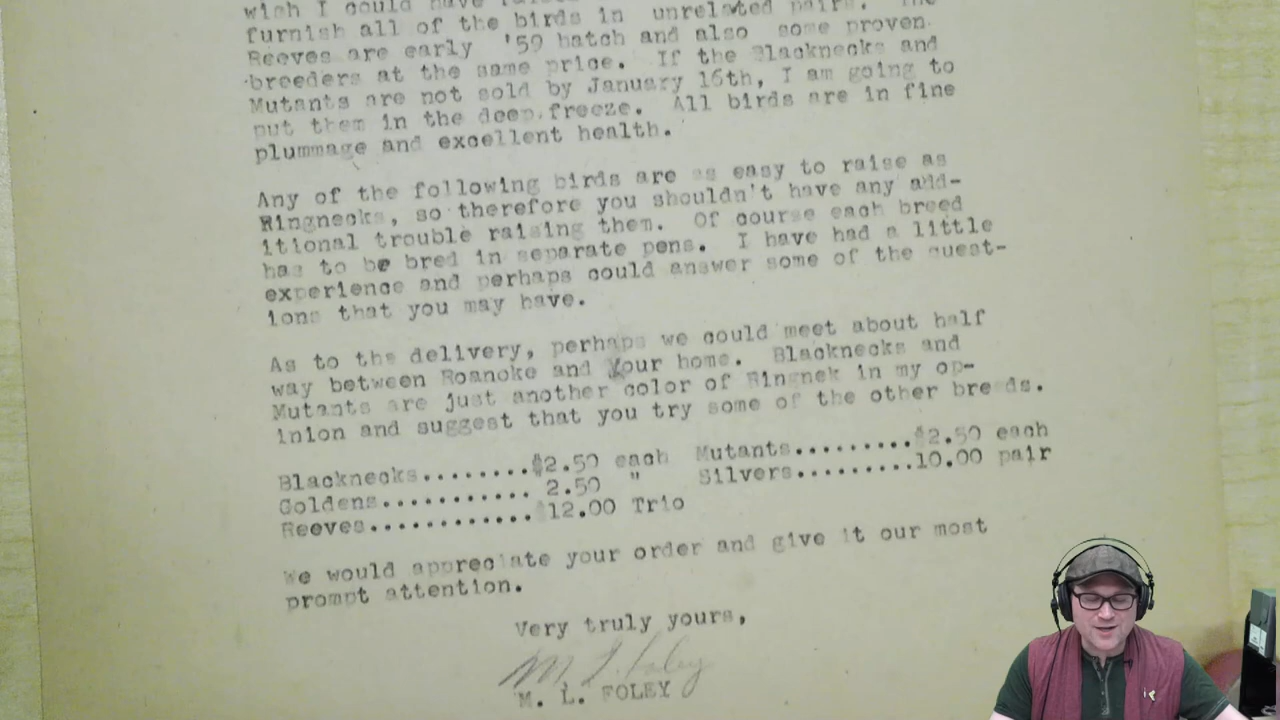 wish I could have raised
furnish all of the birds in unrelated pairs. The
Reeves are early '59 hatch and also some proven
breeders at the same price. If the Blacknecks and
Mutants are not sold by January 15th, I am going to
put them in the deep freeze. All birds are in fine
plummage and excellent health.
Any of the following birds are as easy to raise as
Ringnecks, so therefore you shouldn't have any add-
itional trouble raising them. Of course each breed
has to be bred in separate pens. I have had a little
experience and perhaps could answer some of the quest-
ions that you may have.
As to the delivery, perhaps we could meet about half
way between Roanoke and Your home. Blacknecks and
Mutants are just another color of Ringnek in my op-
inion and suggest that you try some of the other breeds.
Blacknecks........$2.50 each Mutants.........$2.50 each
Goldens........... 2.50 " Silvers.........10.00 pair
Reeves............$12.00 Trio
We would appreciate your order and give it our most
prompt attention.
Very truly yours,
M. L. Foley
M. L. FOLEY